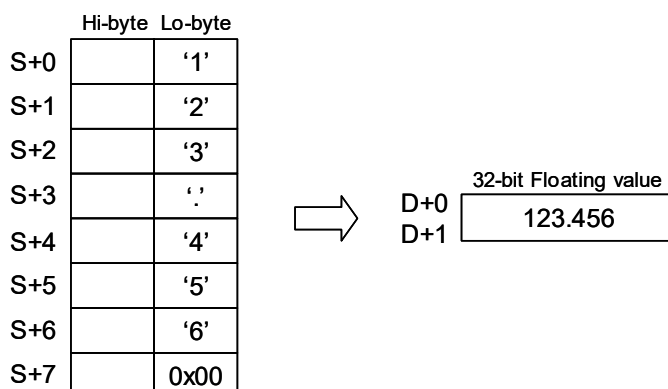 Hi-byte Lo-byte
S+0 ‘1’
S+1 ‘2’
S+2 ‘3’
S+3 ‘.’
S+4 ‘4’
S+5 ‘5’
S+6 ‘6’
S+7 0x00
32-bit Floating value
D+0
D+1
123.456